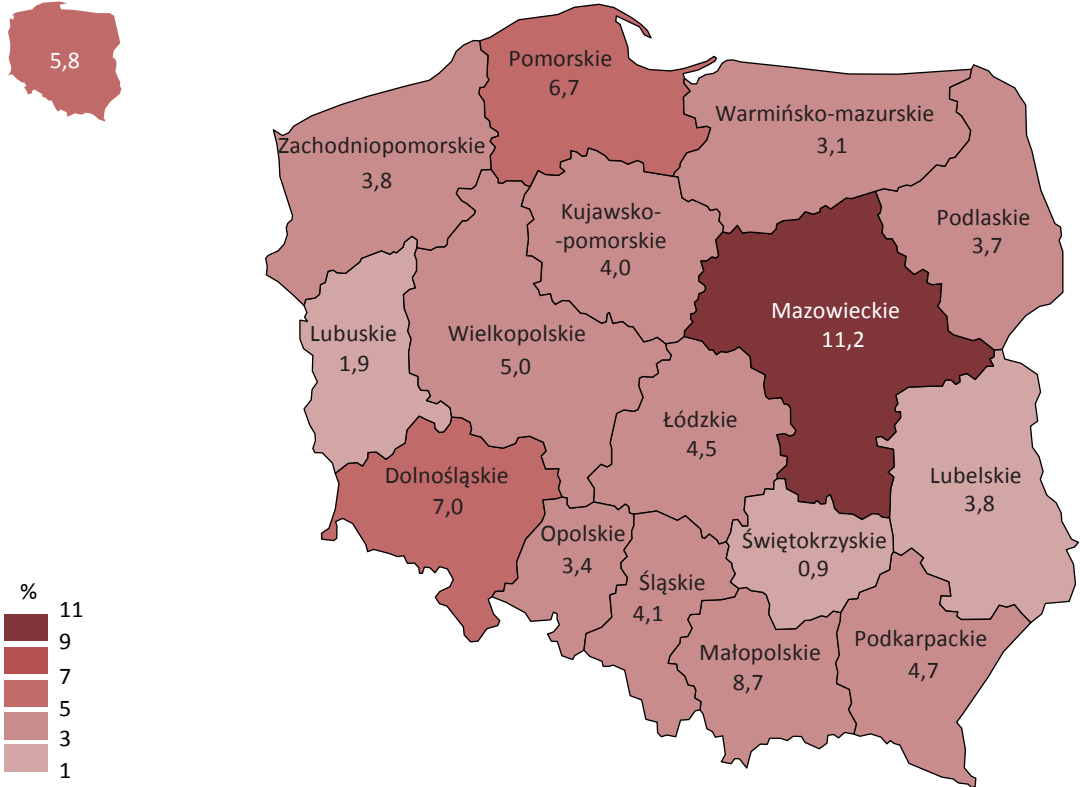 5,8
Pomorskie
6,7
Warmińsko-mazurskie
3,1
Zachodniopomorskie
3,8
Kujawsko-
-pomorskie
4,0
Podlaskie
3,7
Mazowieckie
11,2
Lubuskie
1,9
Wielkopolskie
5,0
Łódzkie
4,5
Dolnośląskie
7,0
Lubelskie
3,8
Opolskie
3,4
Świętokrzyskie
0,9
Śląskie
4,1
Małopolskie
8,7
Podkarpackie
4,7
%
11
9
7
5
3
1